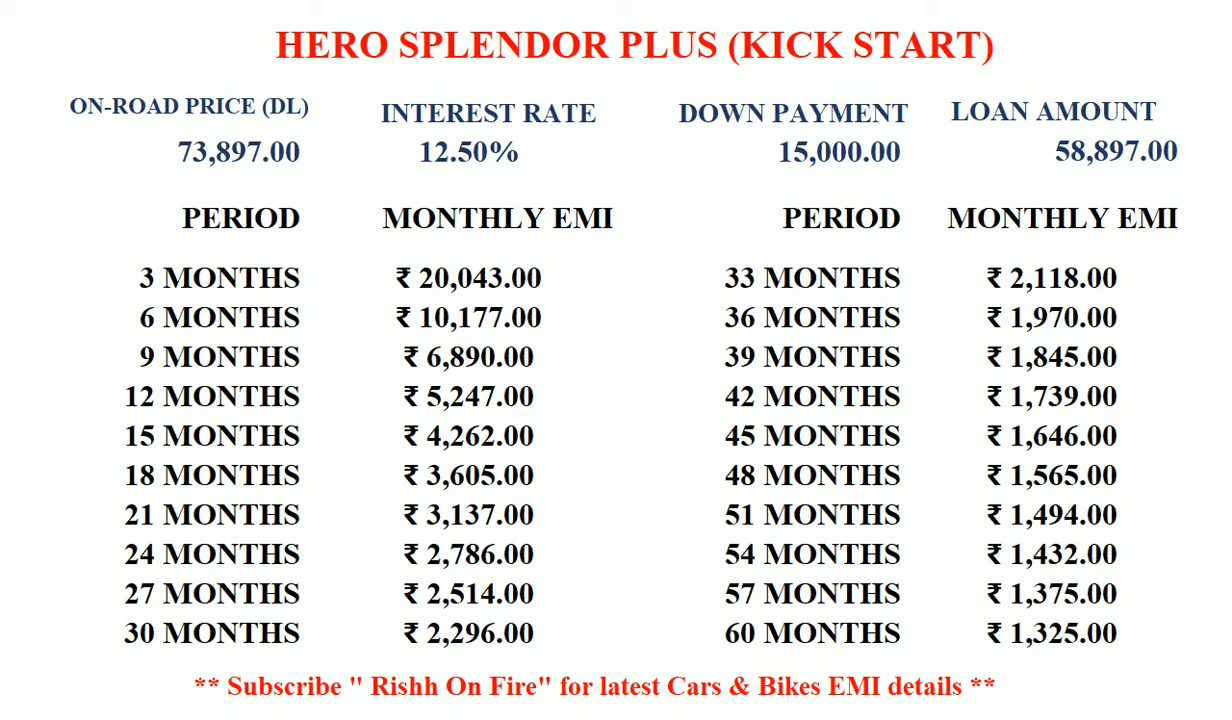 HERO SPLENDOR PLUS (KICK START)
ON-ROAD PRICE (DL) INTEREST RATE DOWN PAYMENT LOAN AMOUNT
73,897.00 12.50% 15,000.00 58,897.00
PERIOD MONTHLY EMI PERIOD MONTHLY EMI
3 MONTHS ₹ 20,043.00 33 MONTHS ₹ 2,118.00
6 MONTHS ₹ 10,177.00 36 MONTHS ₹ 1,970.00
9 MONTHS ₹ 6,890.00 39 MONTHS ₹ 1,845.00
12 MONTHS ₹ 5,247.00 42 MONTHS ₹ 1,739.00
15 MONTHS ₹ 4,262.00 45 MONTHS ₹ 1,646.00
18 MONTHS ₹ 3,605.00 48 MONTHS ₹ 1,565.00
21 MONTHS ₹ 3,137.00 51 MONTHS ₹ 1,494.00
24 MONTHS ₹ 2,786.00 54 MONTHS ₹ 1,432.00
27 MONTHS ₹ 2,514.00 57 MONTHS ₹ 1,375.00
30 MONTHS ₹ 2,296.00 60 MONTHS ₹ 1,325.00
** Subscribe " Rishh On Fire" for latest Cars & Bikes EMI details **